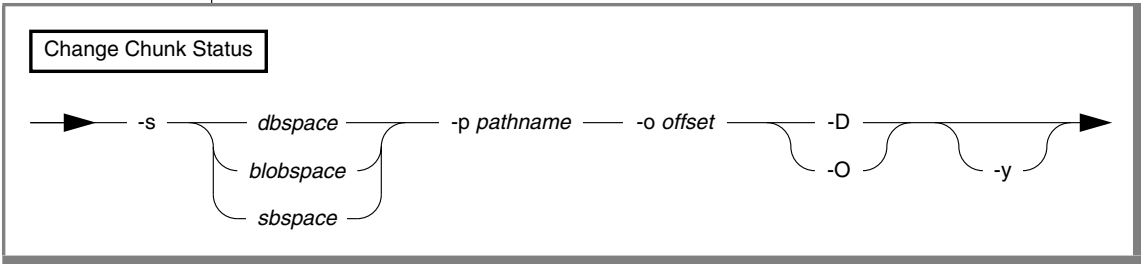 Change Chunk Status
-s dbspace -p pathname -o offset -D
blobspace -O -y
sbspace